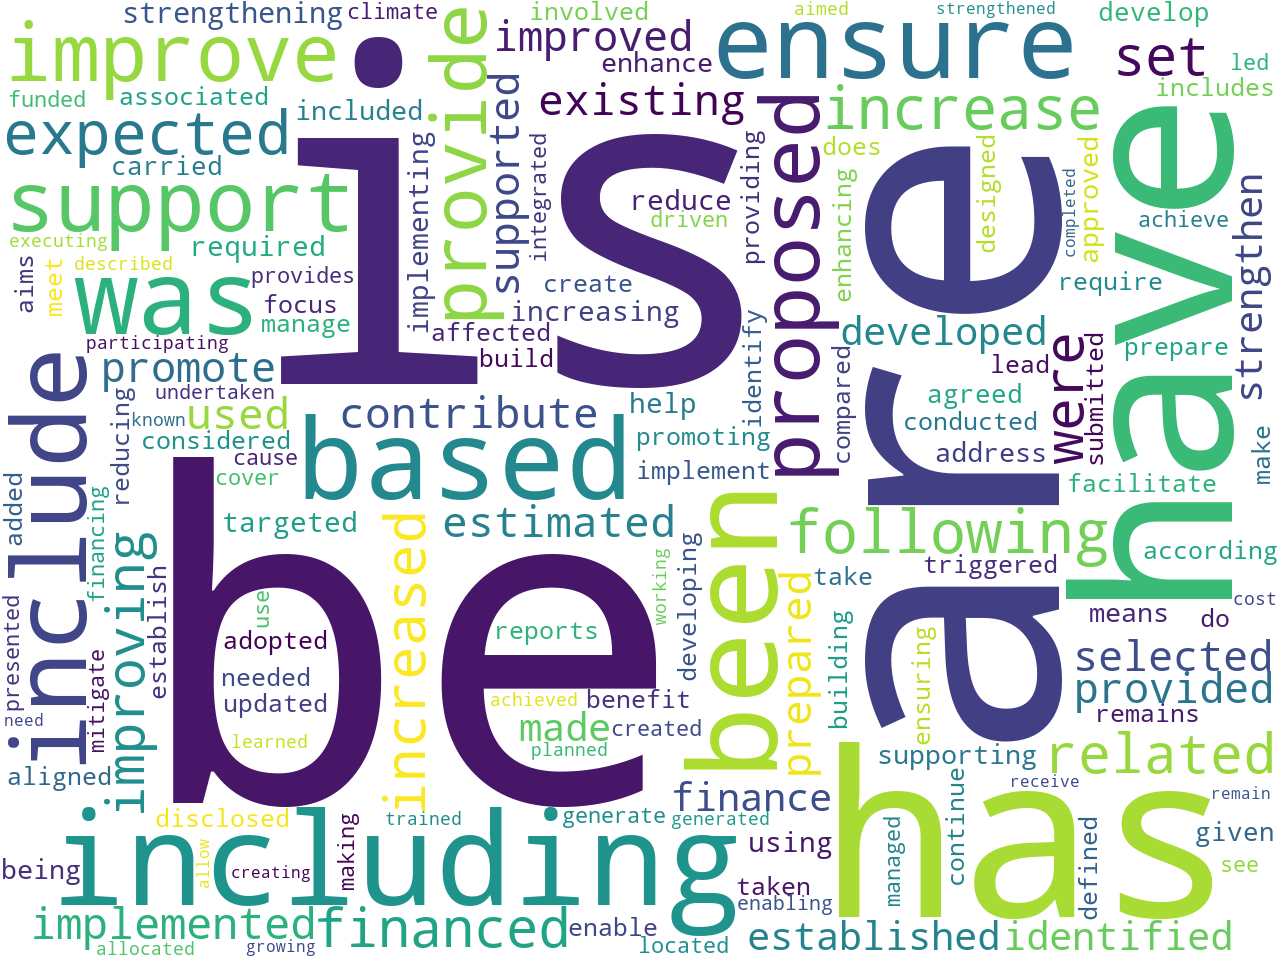 strengthening
climate
involved
aimed
strengthened
develop
improve
provide
improved
ensure
set
led
enhance
includes
funded
associated
included
existing
increase
expected
is
supported
proposed
are
have
carried
implementing
integrated
providing
does
designed
completed
approved
support
reduce
driven
enhancing
achieve
strengthen
executing
required
described
aims
meet
was
provides
focus
manage
create
increasing
require
affected
identify
developed
participating
build
compared
were
submitted
prepare
promote
lead
include
undertaken
reducing
known
used
contribute
help
agreed
conducted
considered
based
promoting
address
make
cause
cover
implement
facilitate
added
financing
targeted
increased
estimated
been
following
according
improving
be
establish
use
working
developing
prepared
take
triggered
means
do
cost
presented
adopted
reports
building
ensuring
selected
mitigate
needed
updated
achieved
benefit
provided
need
learned
made
created
remains
planned
aligned
supporting
related
finance
has
continue
receive
remain
disclosed
including
trained
generate
generated
managed
defined
given
allow
making
using
being
creating
taken
see
implemented
financed
enable
enabling
allocated
growing
located
established
identified